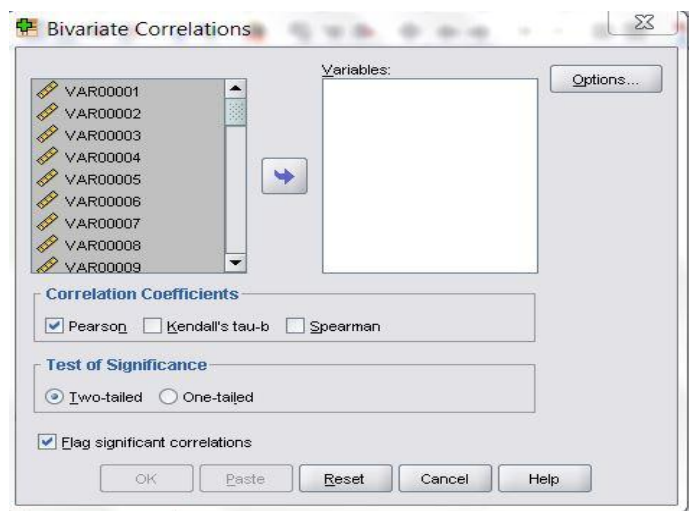 Bivariate Correlations
Variables:
Options...
VAR00001
VAR00002
VAR00003
VAR00004
VAR00005
VAR00006
VAR00007
VAR00008
VAR00009
Correlation Coefficients
Pearson Kendall's tau-b Spearman
Test of Significance
Two-tailed One-tailed
Flag significant correlations
OK Paste Reset Cancel Help